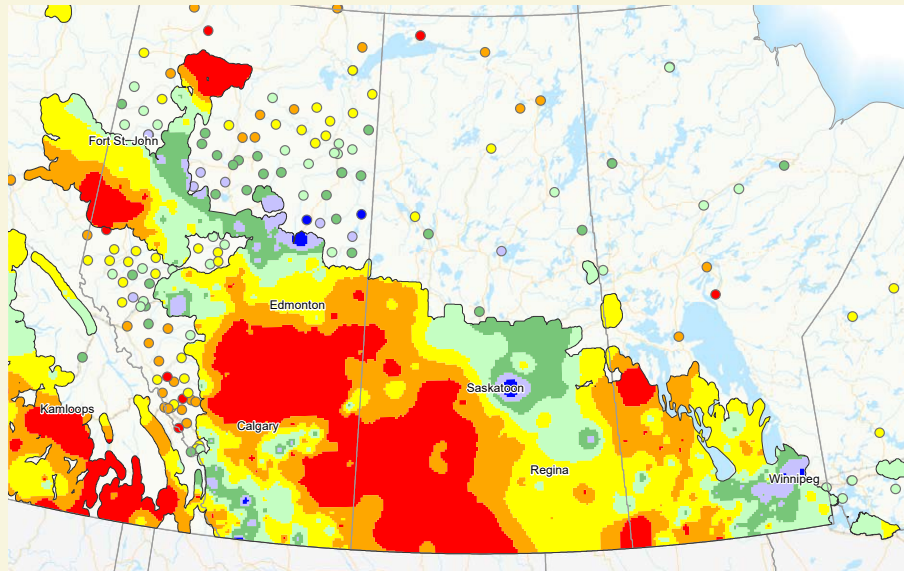 Fort St. John
Edmonton
Saskatoon
Kamloops
Calgary
Regina
Winnipeg